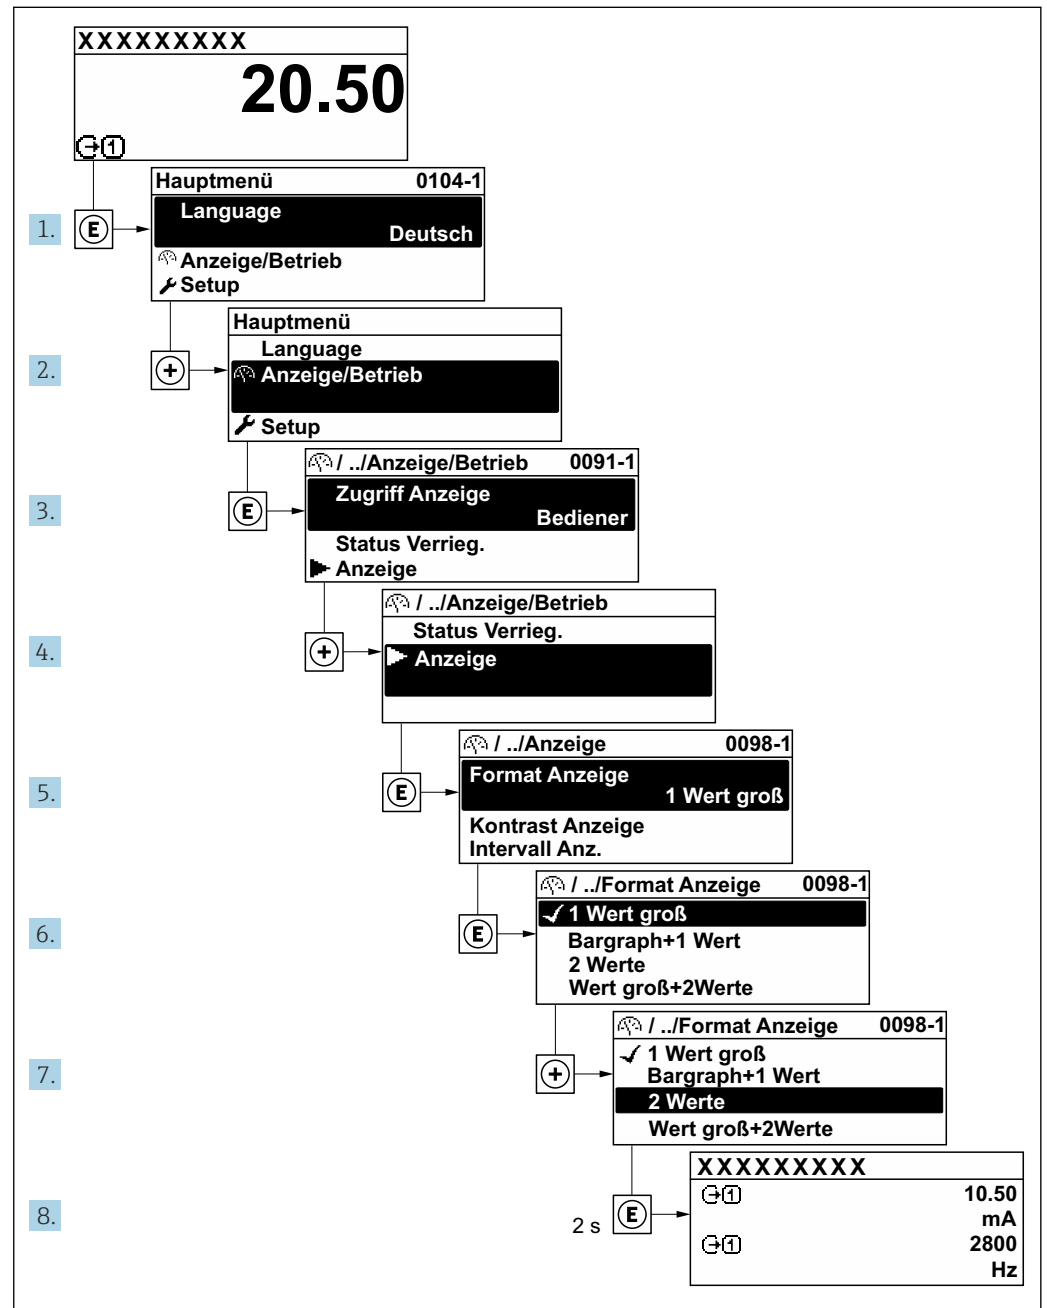 XXXXXXXXX
20.50
1
Hauptmenü 0104-1
1. E Language
Deutsch
Anzeige/Betrieb
Setup
Hauptmenü
Language
2. + Anzeige/Betrieb
Setup
/ ../Anzeige/Betrieb 0091-1
Zugriff Anzeige
3. E Bediener
Status Verrieg.
Anzeige
/ ../Anzeige/Betrieb
Status Verrieg.
4. + Anzeige
/ ../Anzeige 0098-1
Format Anzeige
5. E 1 Wert groß
Kontrast Anzeige
Intervall Anz.
/ ../Format Anzeige 0098-1
1 Wert groß
6. E Bargraph+1 Wert
2 Werte
Wert groß+2Werte
/ ../Format Anzeige 0098-1
1 Wert groß
7. + Bargraph+1 Wert
2 Werte
Wert groß+2Werte
XXXXXXXXX
1 10.50
8. 2 s E mA
1 2800
Hz